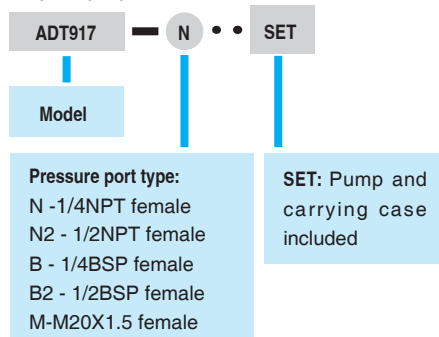 ADT917 — N • • SET
Model
Pressure port type:
N -1/4NPT female
N2 - 1/2NPT female
B - 1/4BSP female
B2 - 1/2BSP female
M-M20X1.5 female
SET: Pump and
carrying case
included